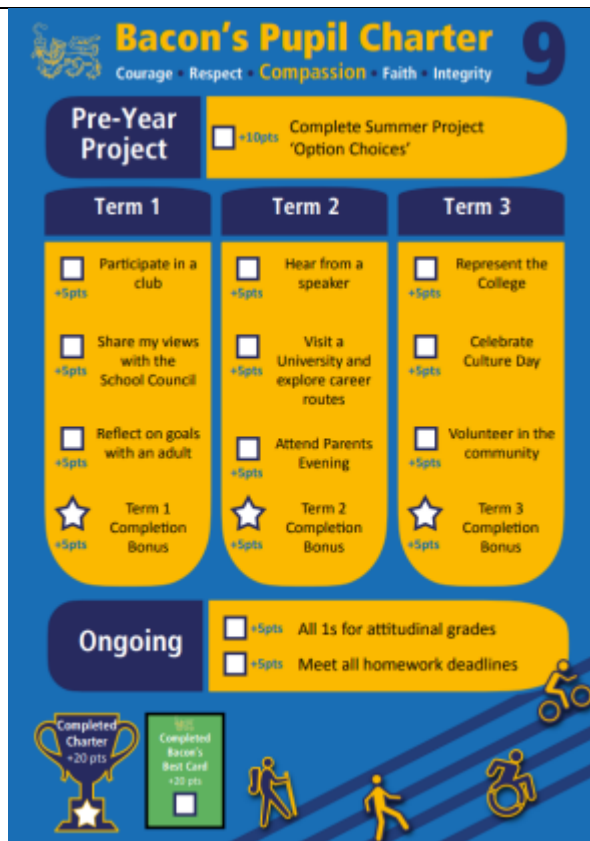 Bacon's Pupil Charter
9
Courage • Respect • Compassion • Faith • Integrity
Pre-Year
Project
+10pts
Complete Summer Project
'Option Choices'
Term 1
+5pts
Participate in a
club
+5pts
Share my views
with the
School Council
+5pts
Reflect on goals
with an adult
+5pts
Term 1
Completion
Bonus
Term 2
+5pts
Hear from a
speaker
+5pts
Visit a
University and
explore career
routes
+5pts
Attend Parents
Evening
+5pts
Term 2
Completion
Bonus
Term 3
+5pts
Represent the
College
+5pts
Celebrate
Culture Day
+5pts
Volunteer in the
community
+5pts
Term 3
Completion
Bonus
Ongoing
+5pts All 1s for attitudinal grades
+5pts Meet all homework deadlines
Completed
Charter
+20 pts
Completed
Bacon's
Best Card
+20 pts